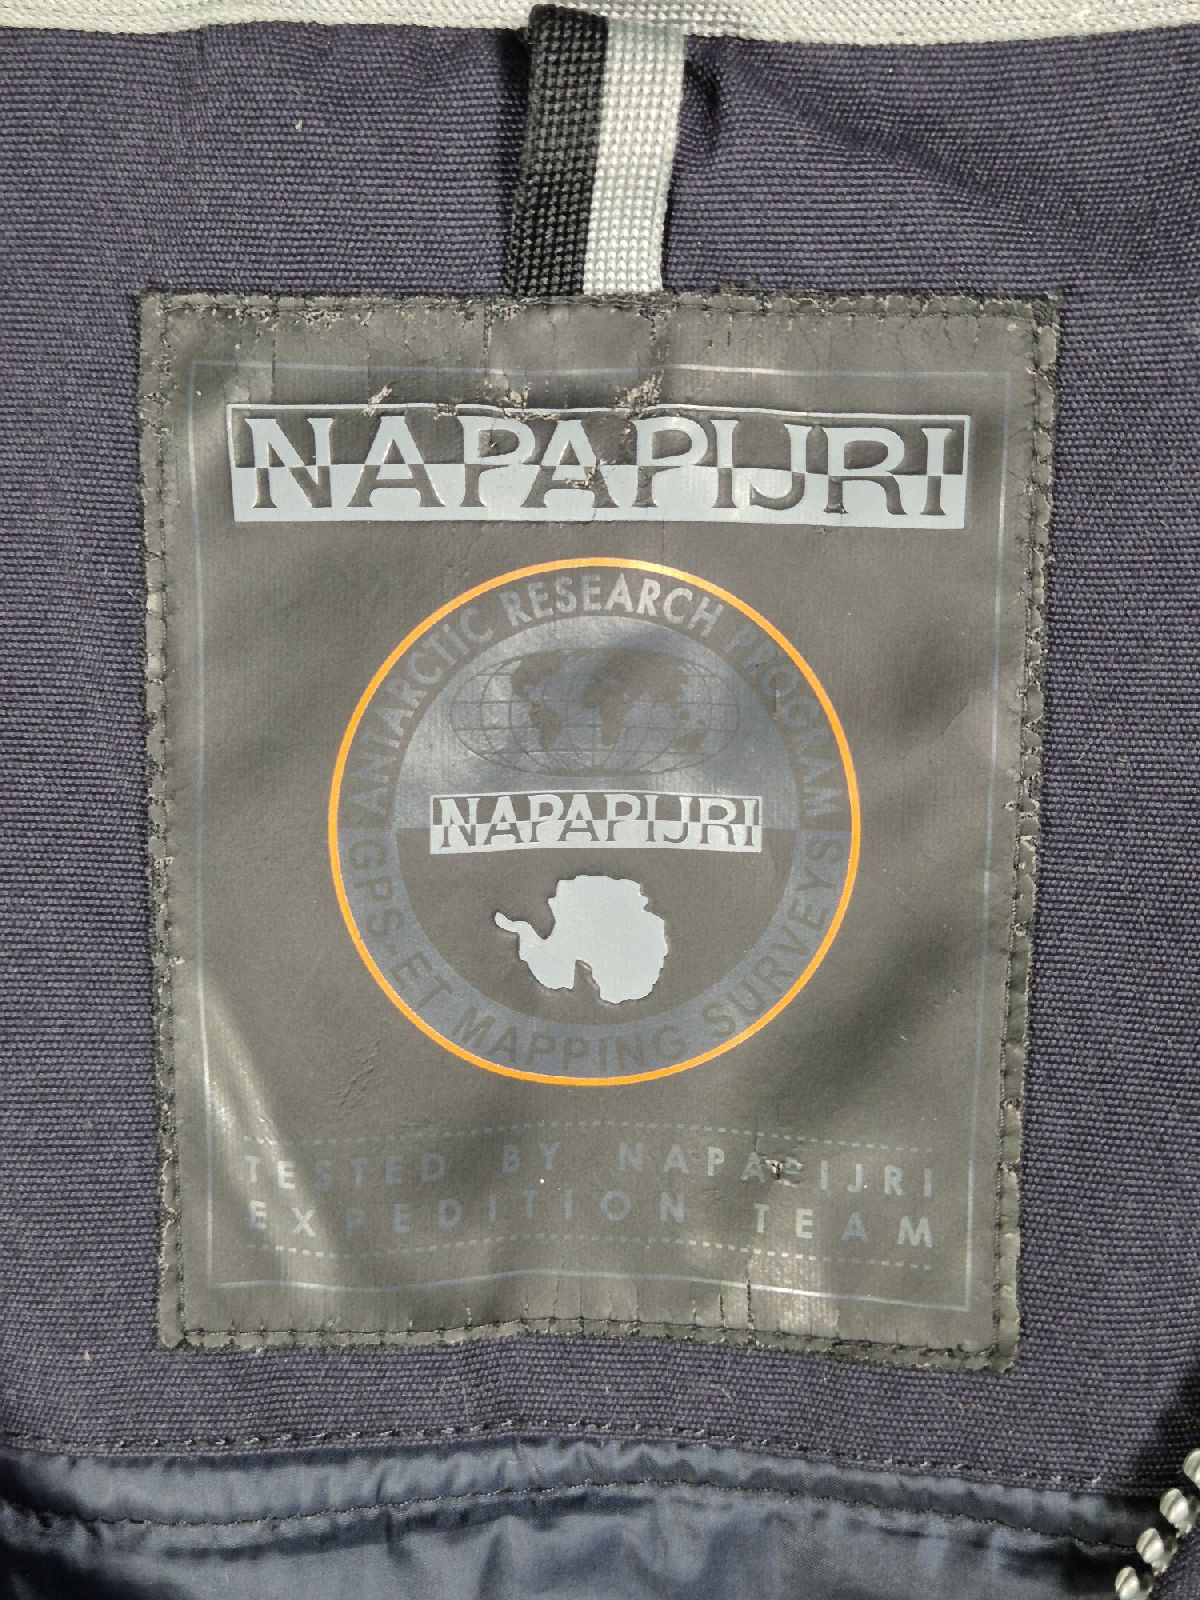 NAPAPIJRI
ANTARCTIC RESEARCH PROGRAM
NAPAPIJRI
GPS-ET MAPPING SURVEYS
TESTED BY NAPAPIJRI
EXPEDITION TEAM